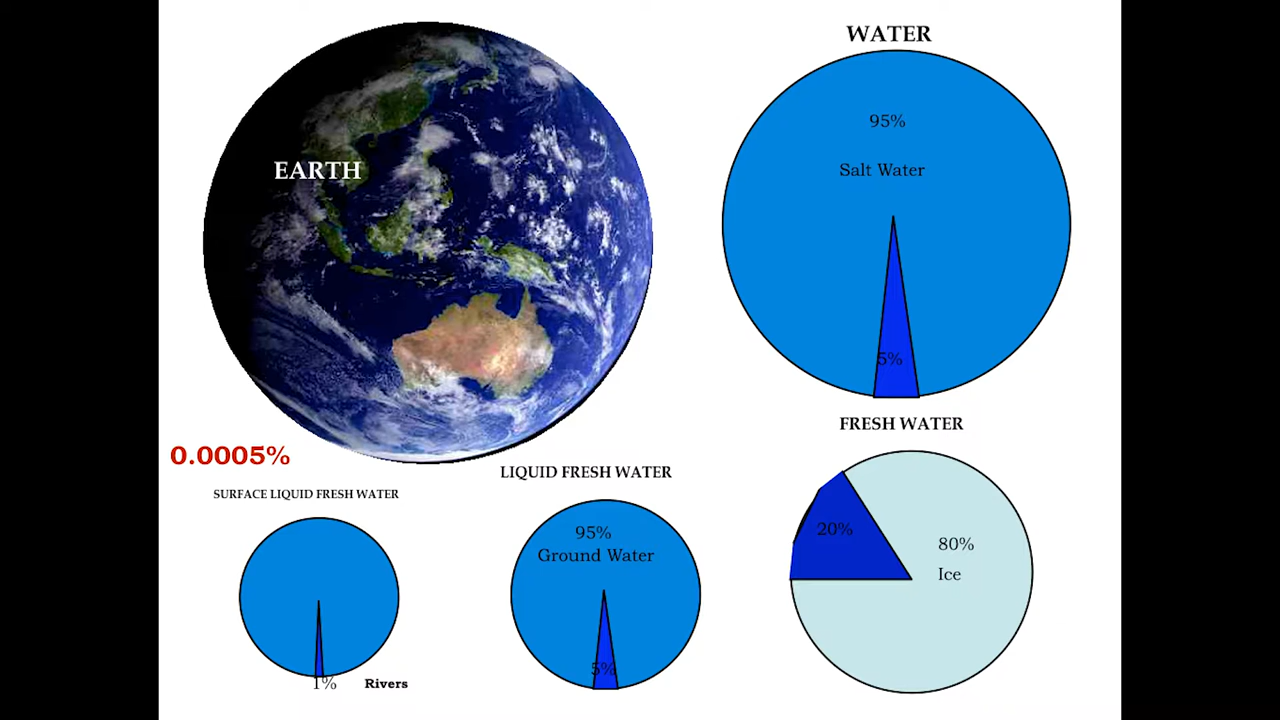 EARTH
WATER
95%
Salt Water
5%
FRESH WATER
20%
80%
Ice
LIQUID FRESH WATER
95%
Ground Water
5%
0.0005%
SURFACE LIQUID FRESH WATER
1%
Rivers